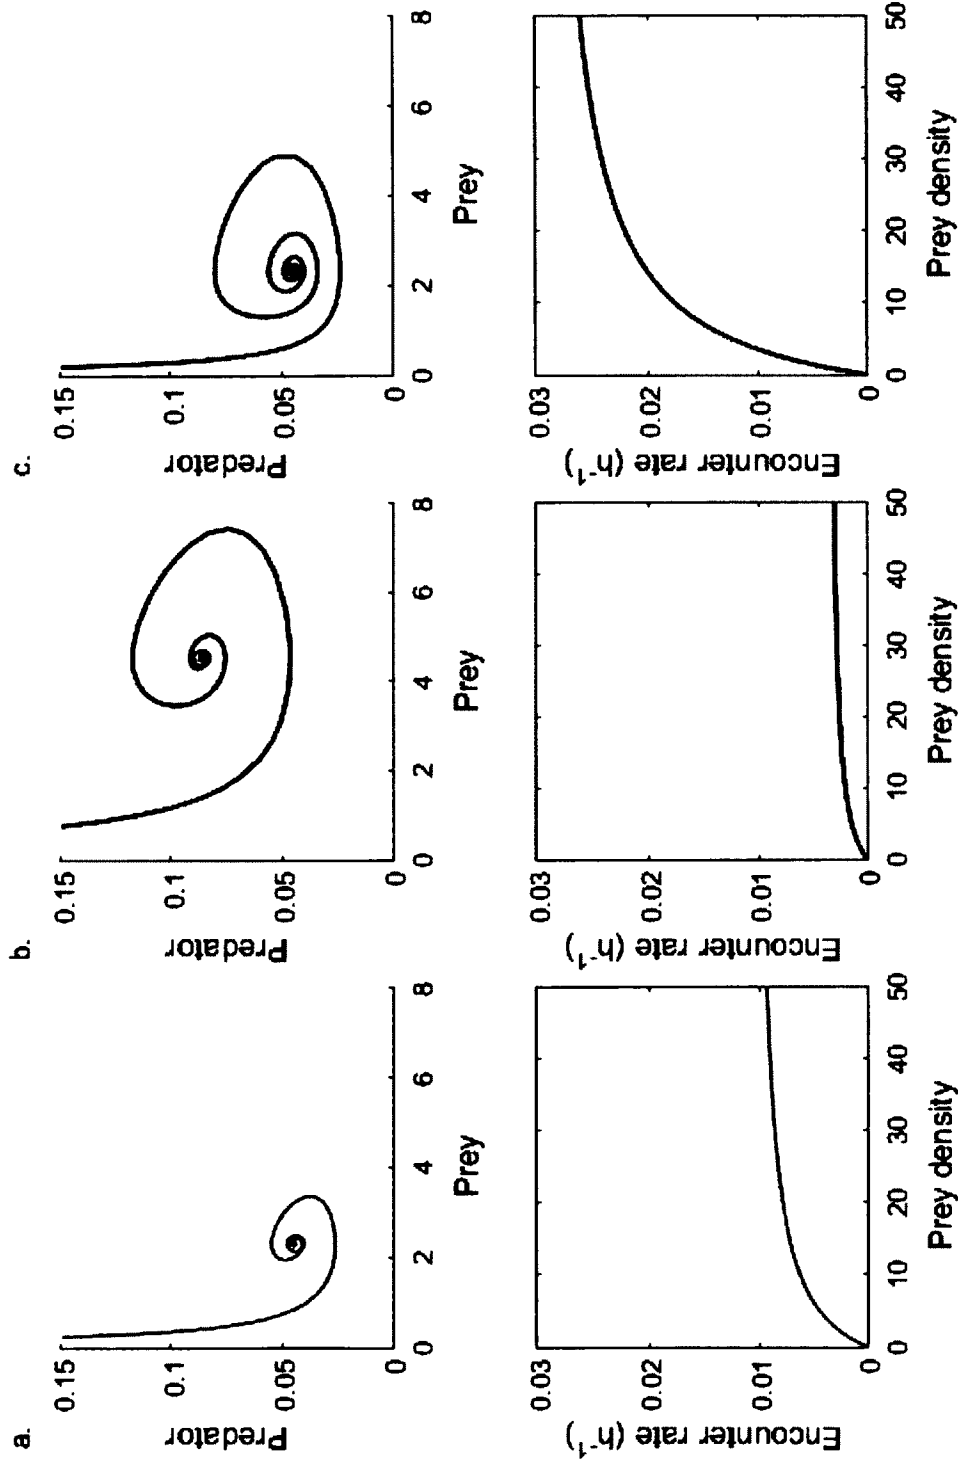 a.
Predator
0.15
0.1
0.05
0
0 2 4 6 8
Prey
b.
Predator
0.15
0.1
0.05
0
0 2 4 6 8
Prey
c.
Predator
0.15
0.1
0.05
0
0 2 4 6 8
Prey
Encounter rate (h⁻¹)
0.03
0.02
0.01
0
0 10 20 30 40 50
Prey density
Encounter rate (h⁻¹)
0.03
0.02
0.01
0
0 10 20 30 40 50
Prey density
Encounter rate (h⁻¹)
0.03
0.02
0.01
0
0 10 20 30 40 50
Prey density